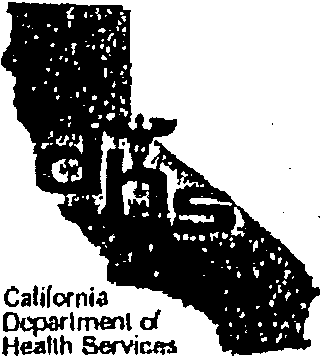 dhs
California
Department of
Health Services